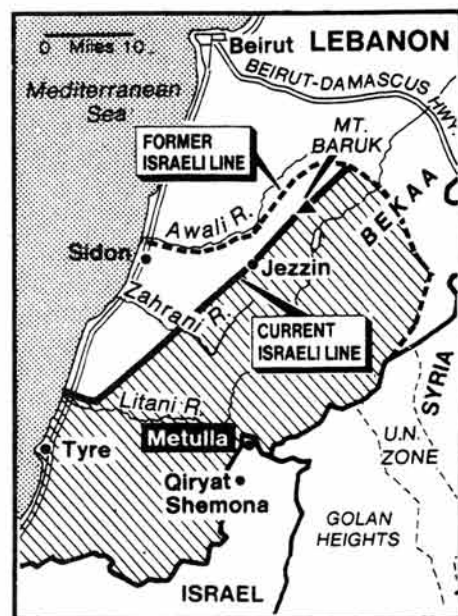 0 Miles 10
Beirut
LEBANON
Mediterranean
Sea
BEIRUT-DAMASCUS HWY.
FORMER
ISRAELI LINE
MT.
BARUK
BEKAA
Awali R.
Sidon
Jezzin
Zahrani R.
CURRENT
ISRAELI LINE
SYRIA
Litani R.
Metulla
Tyre
U.N.
ZONE
Qiryat
Shemona
GOLAN
HEIGHTS
ISRAEL